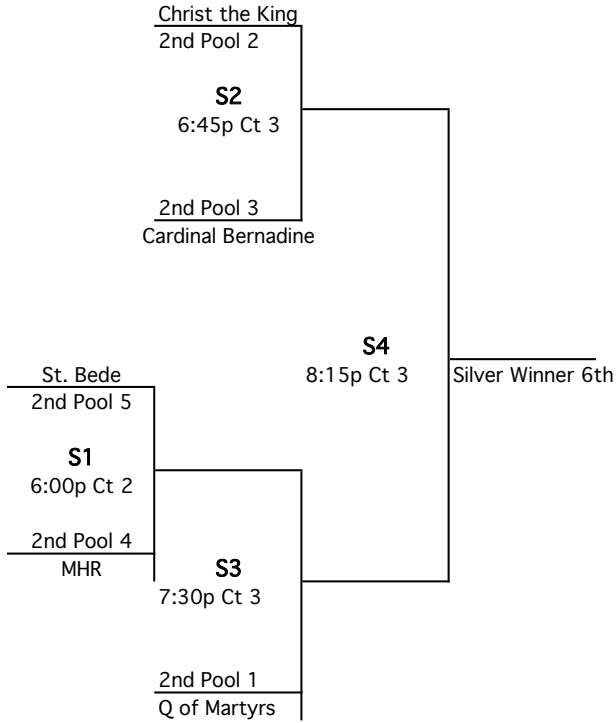 Christ the King
2nd Pool 2
S2
6:45p Ct 3
2nd Pool 3
Cardinal Bernadine
S4
8:15p Ct 3
Silver Winner 6th
St. Bede
2nd Pool 5
S1
6:00p Ct 2
2nd Pool 4
MHR
S3
7:30p Ct 3
2nd Pool 1
Q of Martyrs